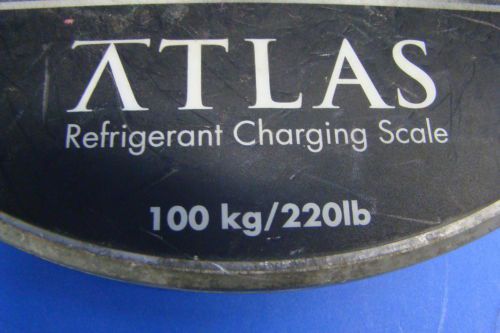 ATLAS
Refrigerant Charging Scale
100 kg/220lb